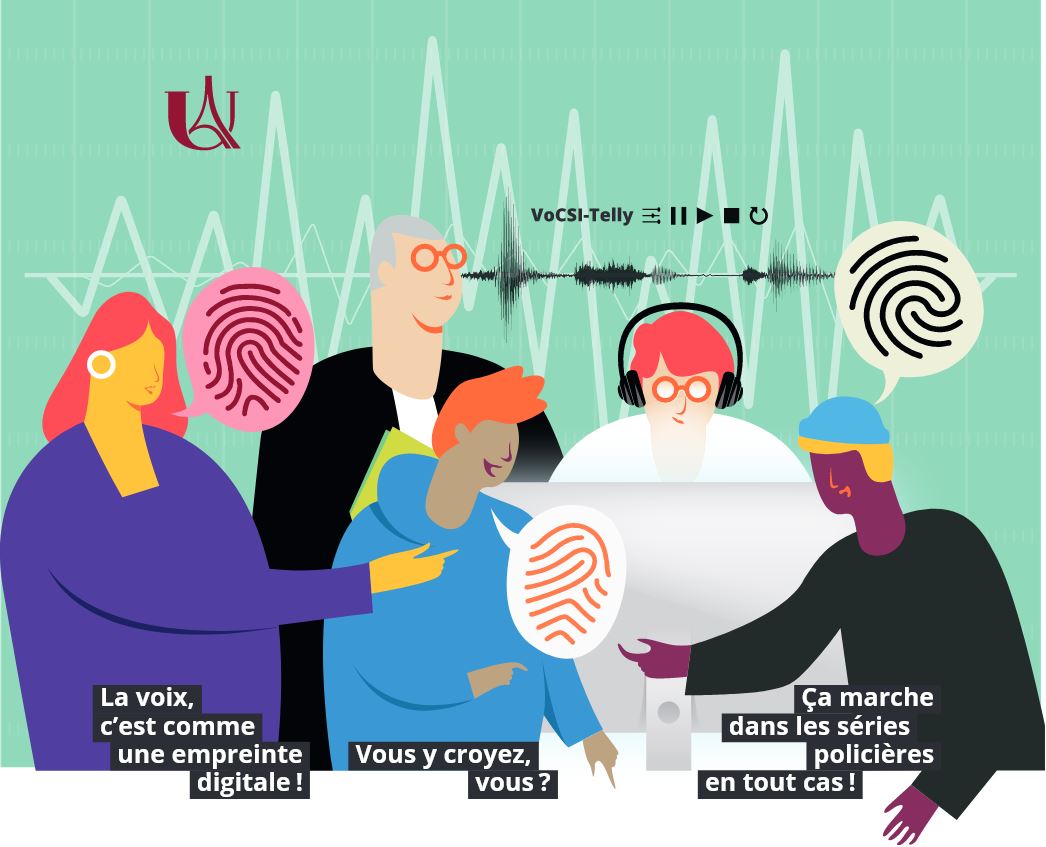 VoCSI-Telly
La voix,
c’est comme
une empreinte
digitale !
Vous y croyez,
vous ?
Ça marche
dans les séries
policières
en tout cas !